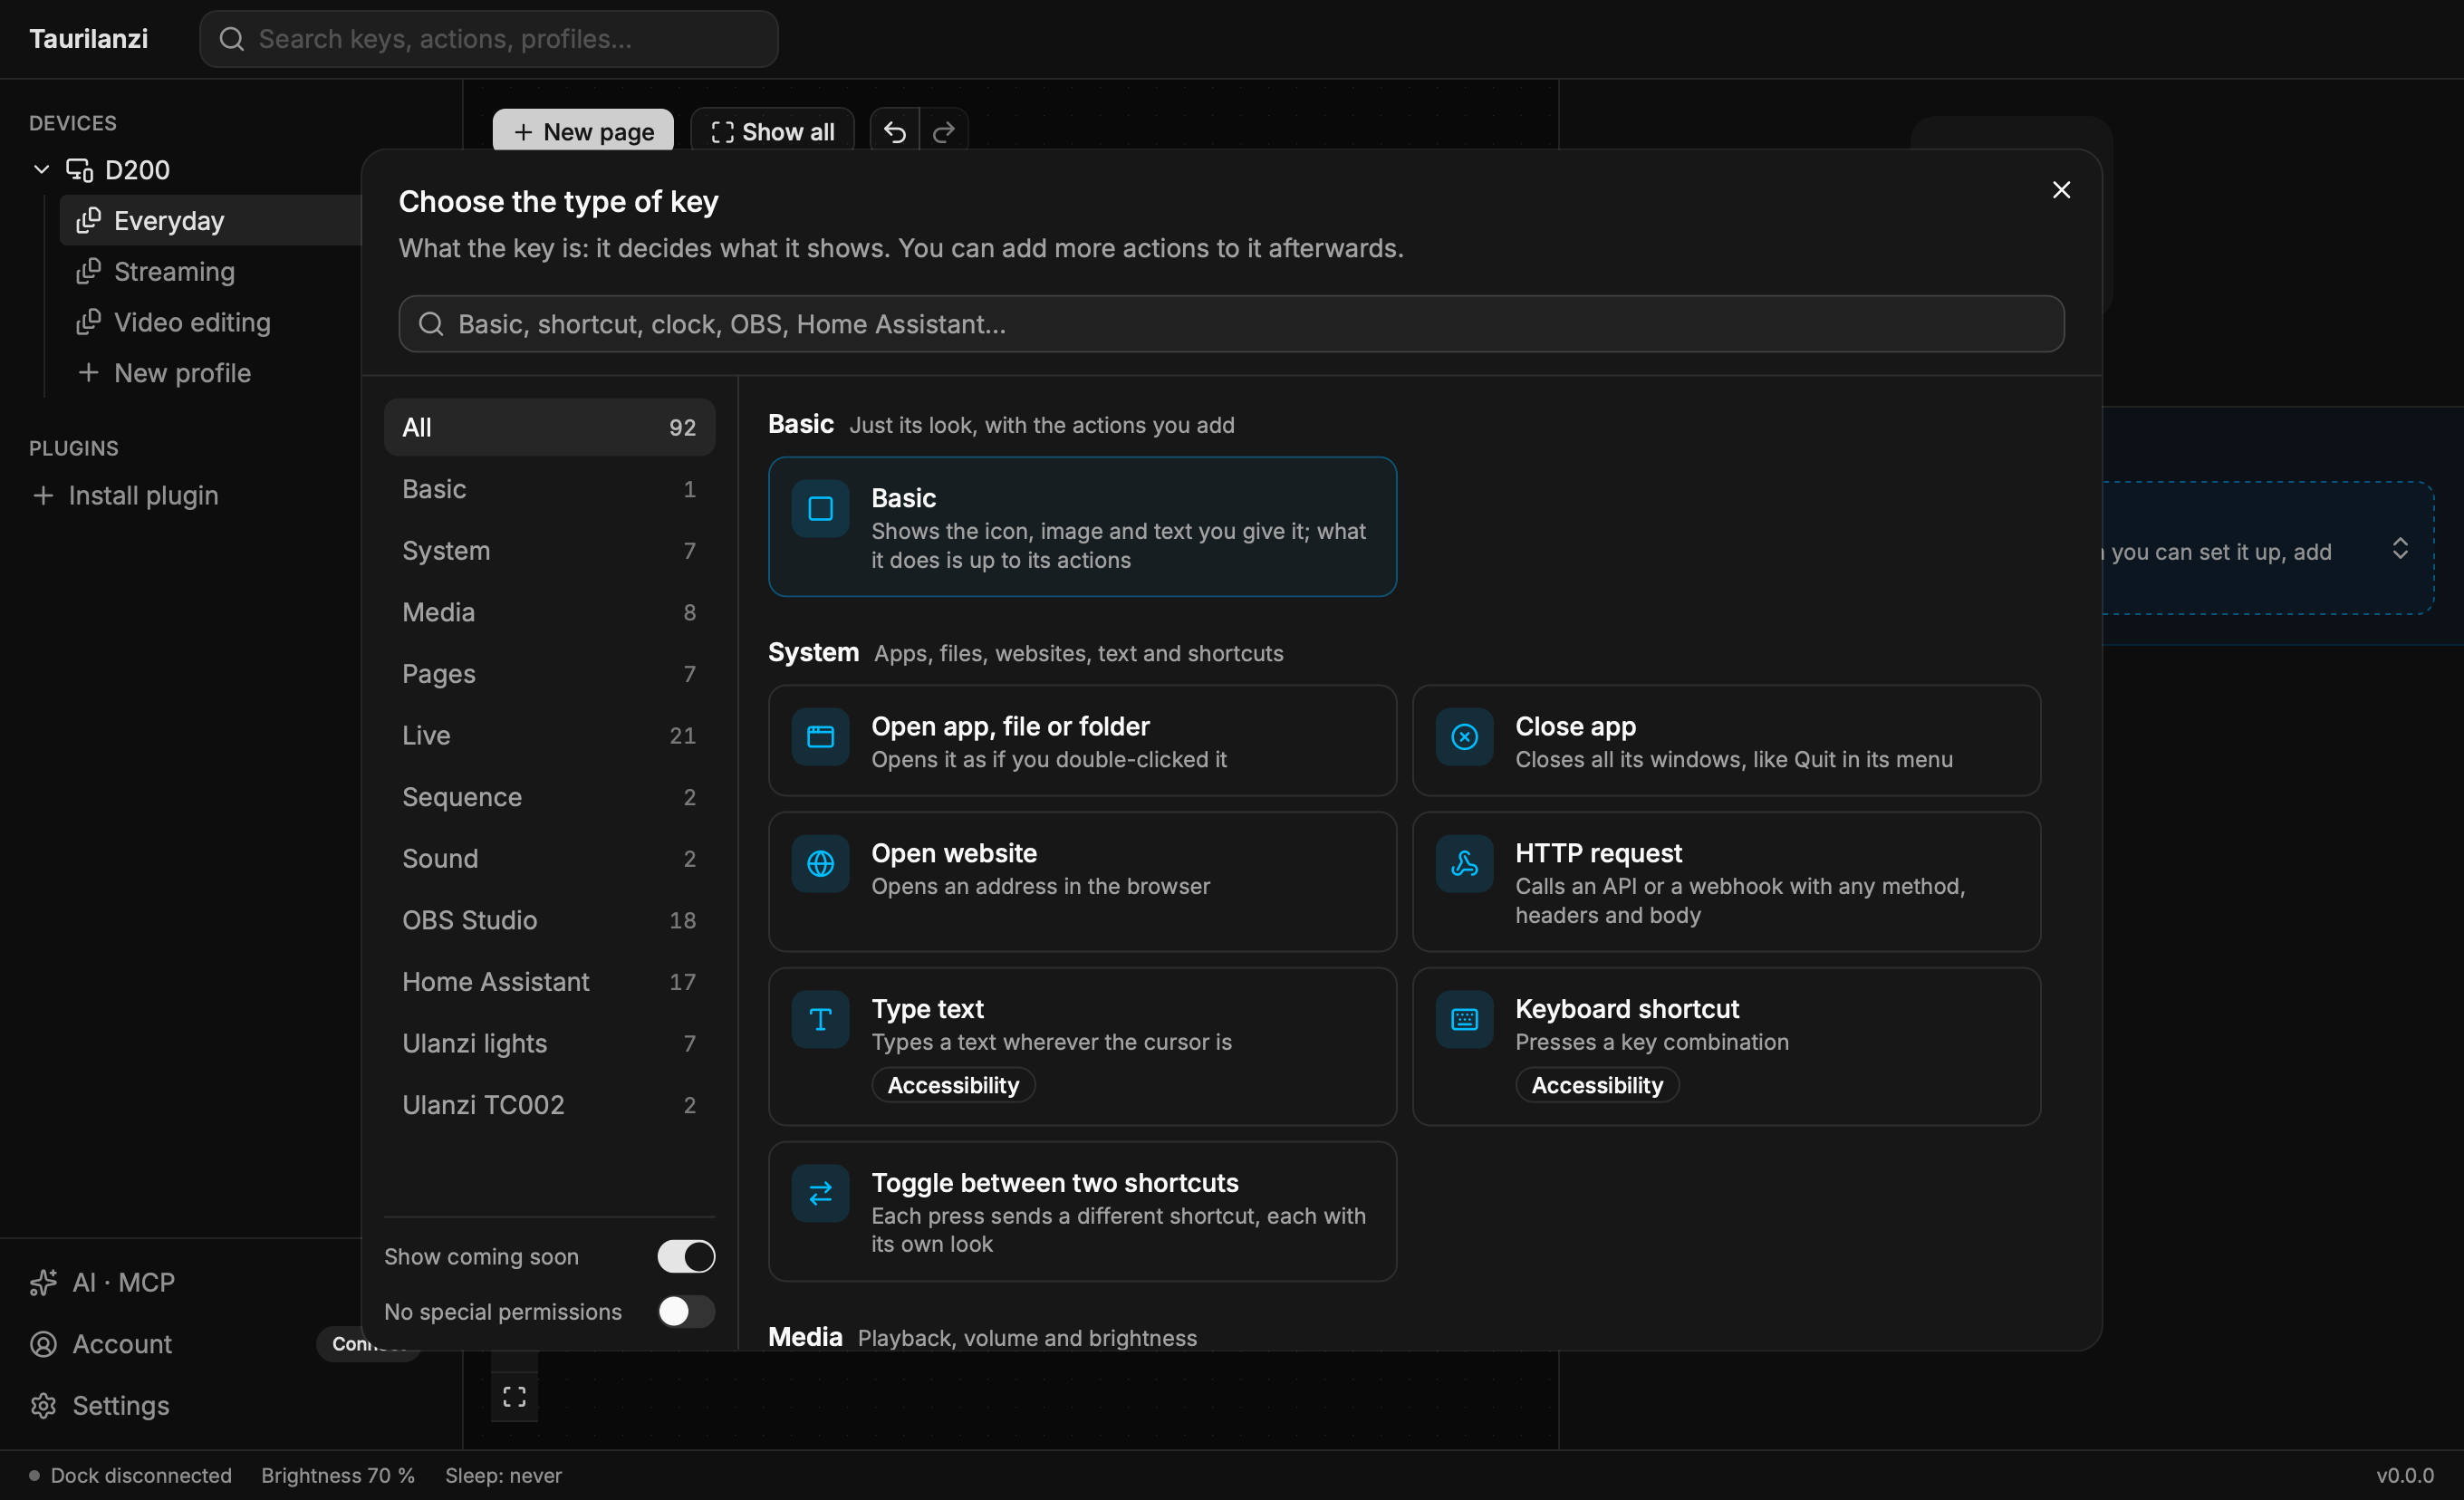 Taurilanzi
Search keys, actions, profiles...
DEVICES
D200
Everyday
Streaming
Video editing
New profile
PLUGINS
Install plugin
New page
Show all
Choose the type of key
What the key is: it decides what it shows. You can add more actions to it afterwards.
Basic, shortcut, clock, OBS, Home Assistant...
All 92
Basic 1
System 7
Media 8
Pages 7
Live 21
Sequence 2
Sound 2
OBS Studio 18
Home Assistant 17
Ulanzi lights 7
Ulanzi TC002 2
Show coming soon
No special permissions
Basic Just its look, with the actions you add
Basic
Shows the icon, image and text you give it; what
it does is up to its actions
System Apps, files, websites, text and shortcuts
Open app, file or folder
Opens it as if you double-clicked it
Close app
Closes all its windows, like Quit in its menu
Open website
Opens an address in the browser
HTTP request
Calls an API or a webhook with any method,
headers and body
Type text
Types a text wherever the cursor is
Accessibility
Keyboard shortcut
Presses a key combination
Accessibility
Toggle between two shortcuts
Each press sends a different shortcut, each with
its own look
Media Playback, volume and brightness
you can set it up, add
AI · MCP
Account
Settings
Dock disconnected
Brightness 70 %
Sleep: never
v0.0.0